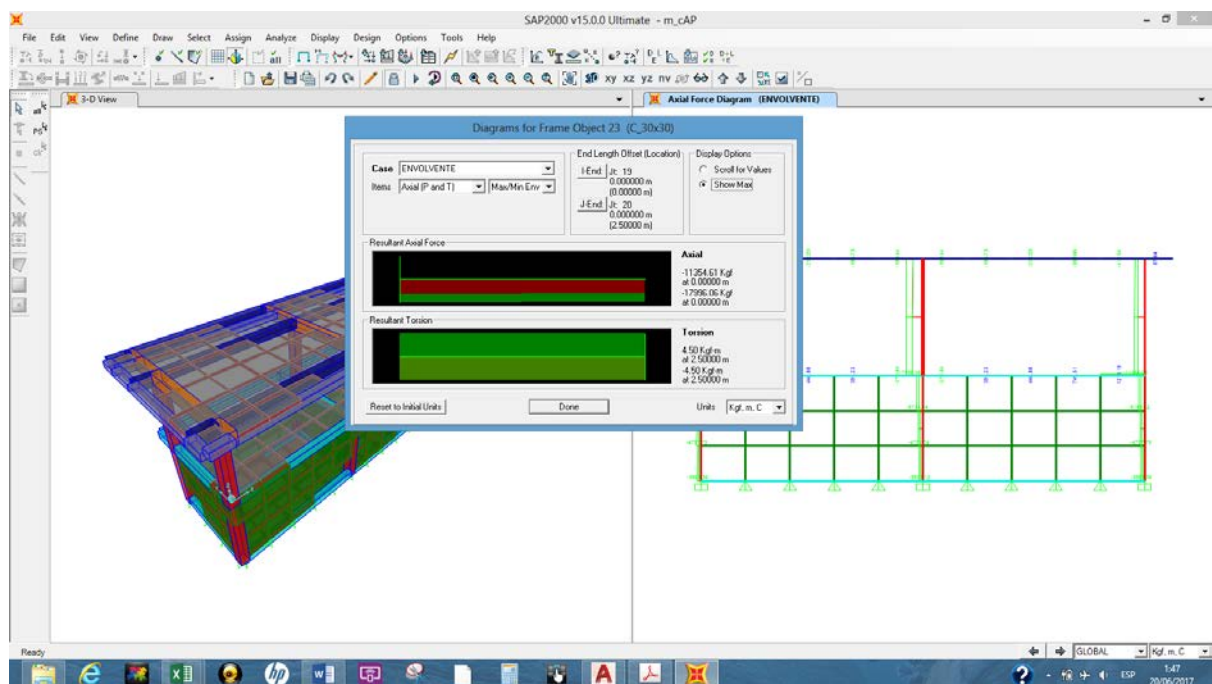 SAP2000 v15.0.0 Ultimate - m_cAP
File Edit View Define Draw Select Assign Analyze Display Design Options Tools Help
xy xz yz nv
3-D View
Axial Force Diagram (ENVOLVENTE)
Diagrams for Frame Object 23 (C_30x30)
Case ENVOLVENTE
Items Axial (P and T) Max/Min Env
End Length Offset (Location)
I-End: Jt: 19
0.000000 m
(0.00000 m)
J-End: Jt: 20
0.000000 m
(2.50000 m)
Display Options
Scroll for Values
Show Max
Resultant Axial Force
Axial
-11354.61 Kgf
at 0.00000 m
-17996.06 Kgf
at 0.00000 m
Resultant Torsion
Torsion
4.50 Kgf-m
at 2.50000 m
-4.50 Kgf-m
at 2.50000 m
Reset to Initial Units
Done
Units Kgf, m, C
Ready
GLOBAL
Kgf, m, C
ESP
1:47
20/06/2017